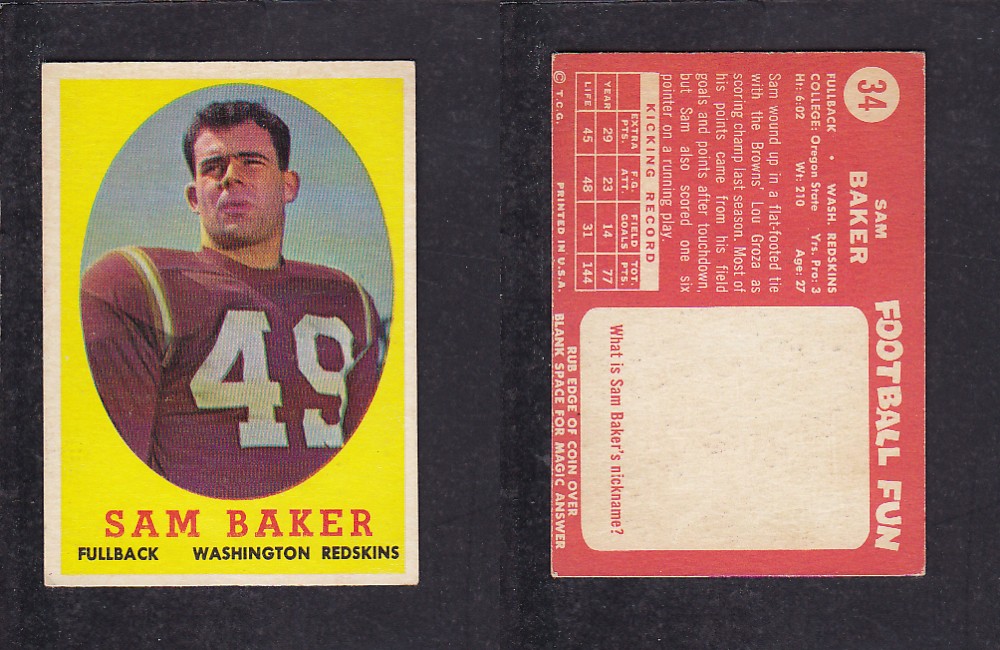 49
SAM BAKER
FULLBACK WASHINGTON REDSKINS
34
SAM
BAKER
FULLBACK • WASH. REDSKINS
COLLEGE: Oregon State Yrs. Pro: 3
Ht: 6:02 Wt: 210 Age: 27
Sam wound up in a flat-footed tie
with the Browns' Lou Groza as
scoring champ last season. Most of
his points came from his field
goals and points after touchdown,
but Sam also scored one six
pointer on a running play.
KICKING RECORD
EXTRA PTS. F.G. ATT. FIELD GOALS TOT. PTS.
YEAR 29 23 14 77
LIFE 45 48 31 144
© T.C.G. PRINTED IN U.S.A.
FOOTBALL FUN
What is Sam Baker's nickname?
RUB EDGE OF COIN OVER
BLANK SPACE FOR MAGIC ANSWER